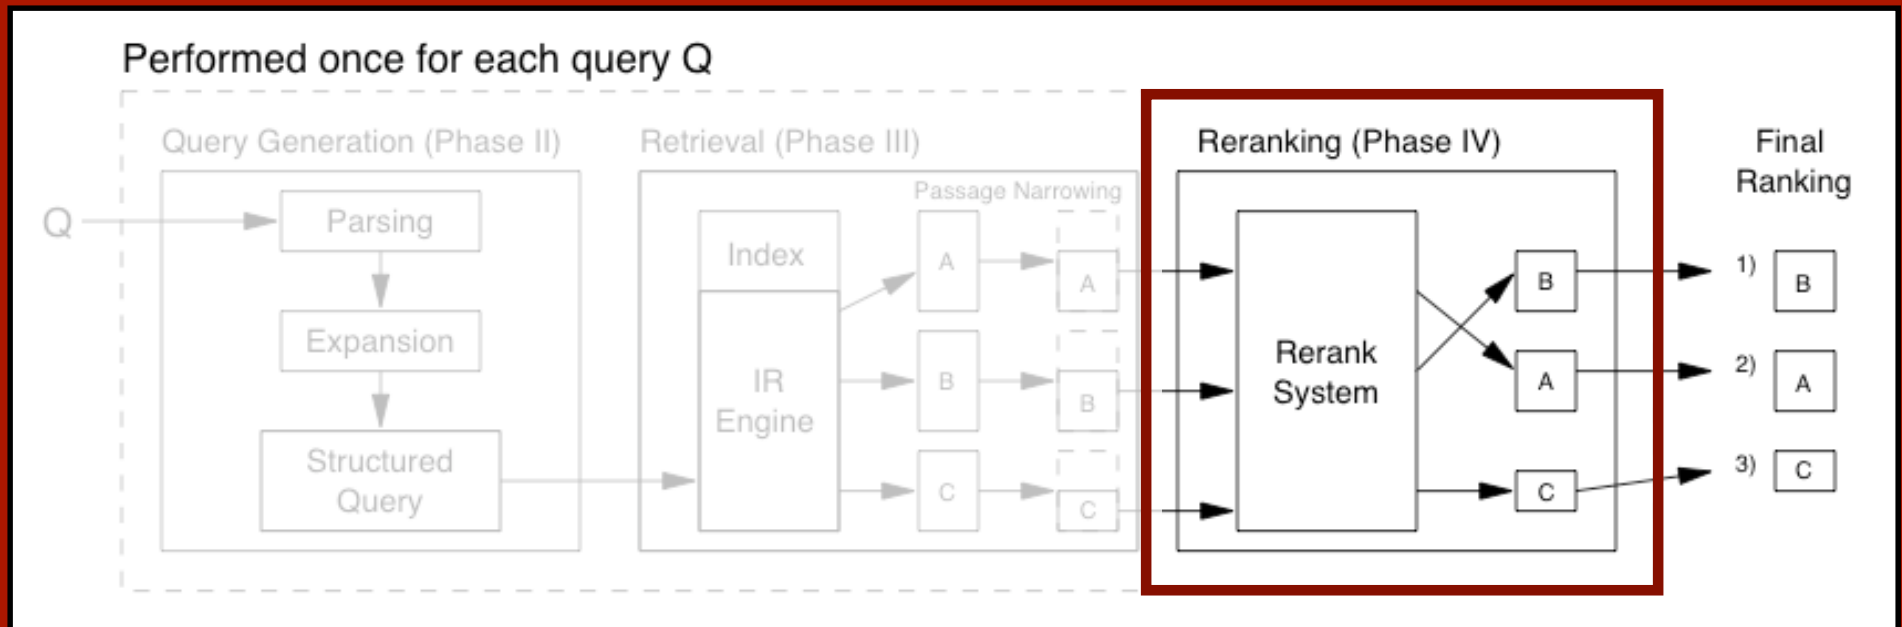 Performed once for each query Q
Query Generation (Phase II)
Q
Parsing
Expansion
Structured
Query
Retrieval (Phase III)
Passage Narrowing
Index
IR
Engine
A
A
B
B
C
C
Reranking (Phase IV)
Rerank
System
B
A
C
Final
Ranking
1)
B
2)
A
3)
C